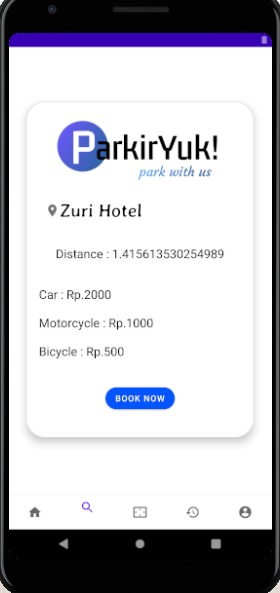 ParkirYuk!
park with us
Zuri Hotel
Distance : 1.415613530254989
Car : Rp.2000
Motorcycle : Rp.1000
Bicycle : Rp.500
BOOK NOW